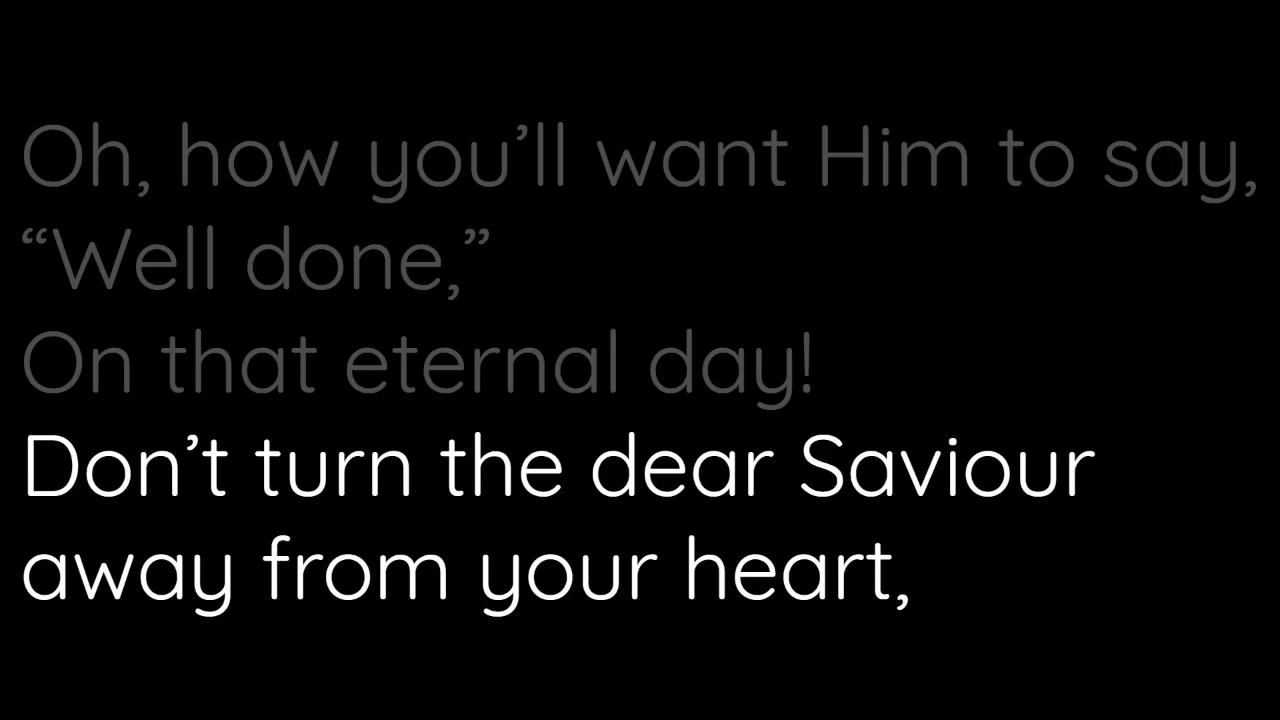 Oh, how you’ll want Him to say,
“Well done,”
On that eternal day!
Don’t turn the dear Saviour
away from your heart,